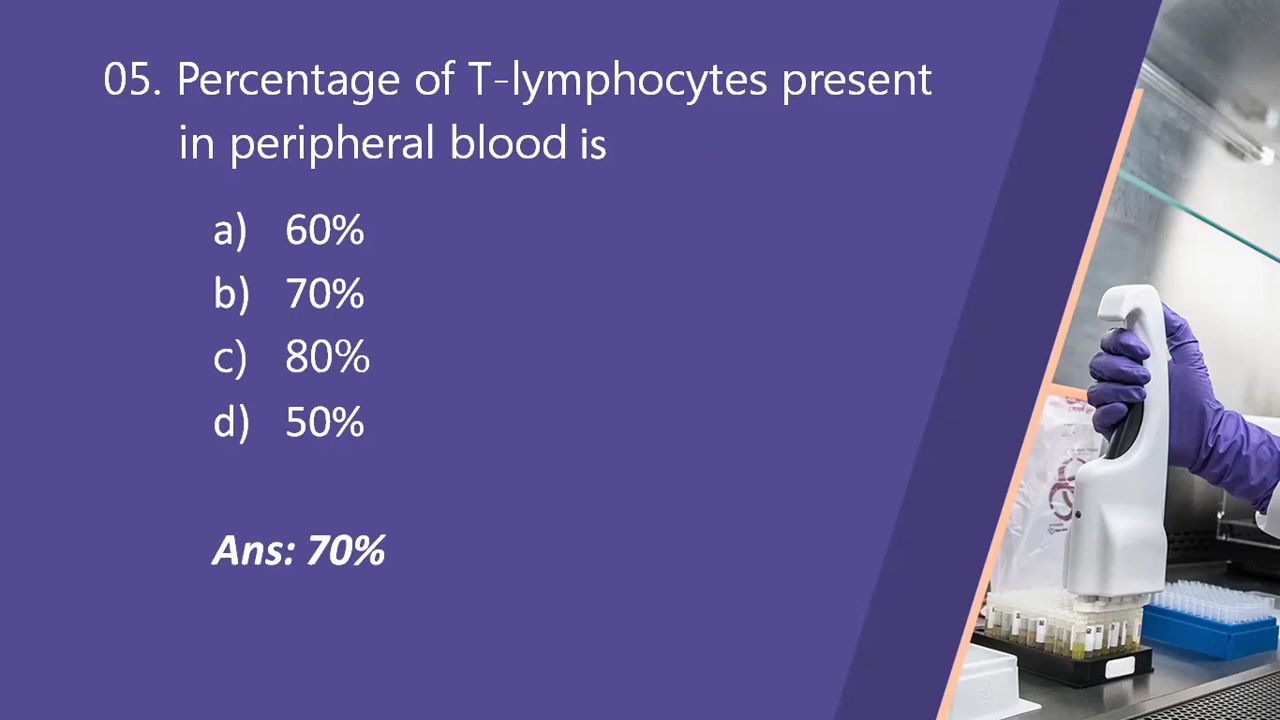 05. Percentage of T-lymphocytes present
in peripheral blood is
a) 60%
b) 70%
c) 80%
d) 50%
Ans: 70%